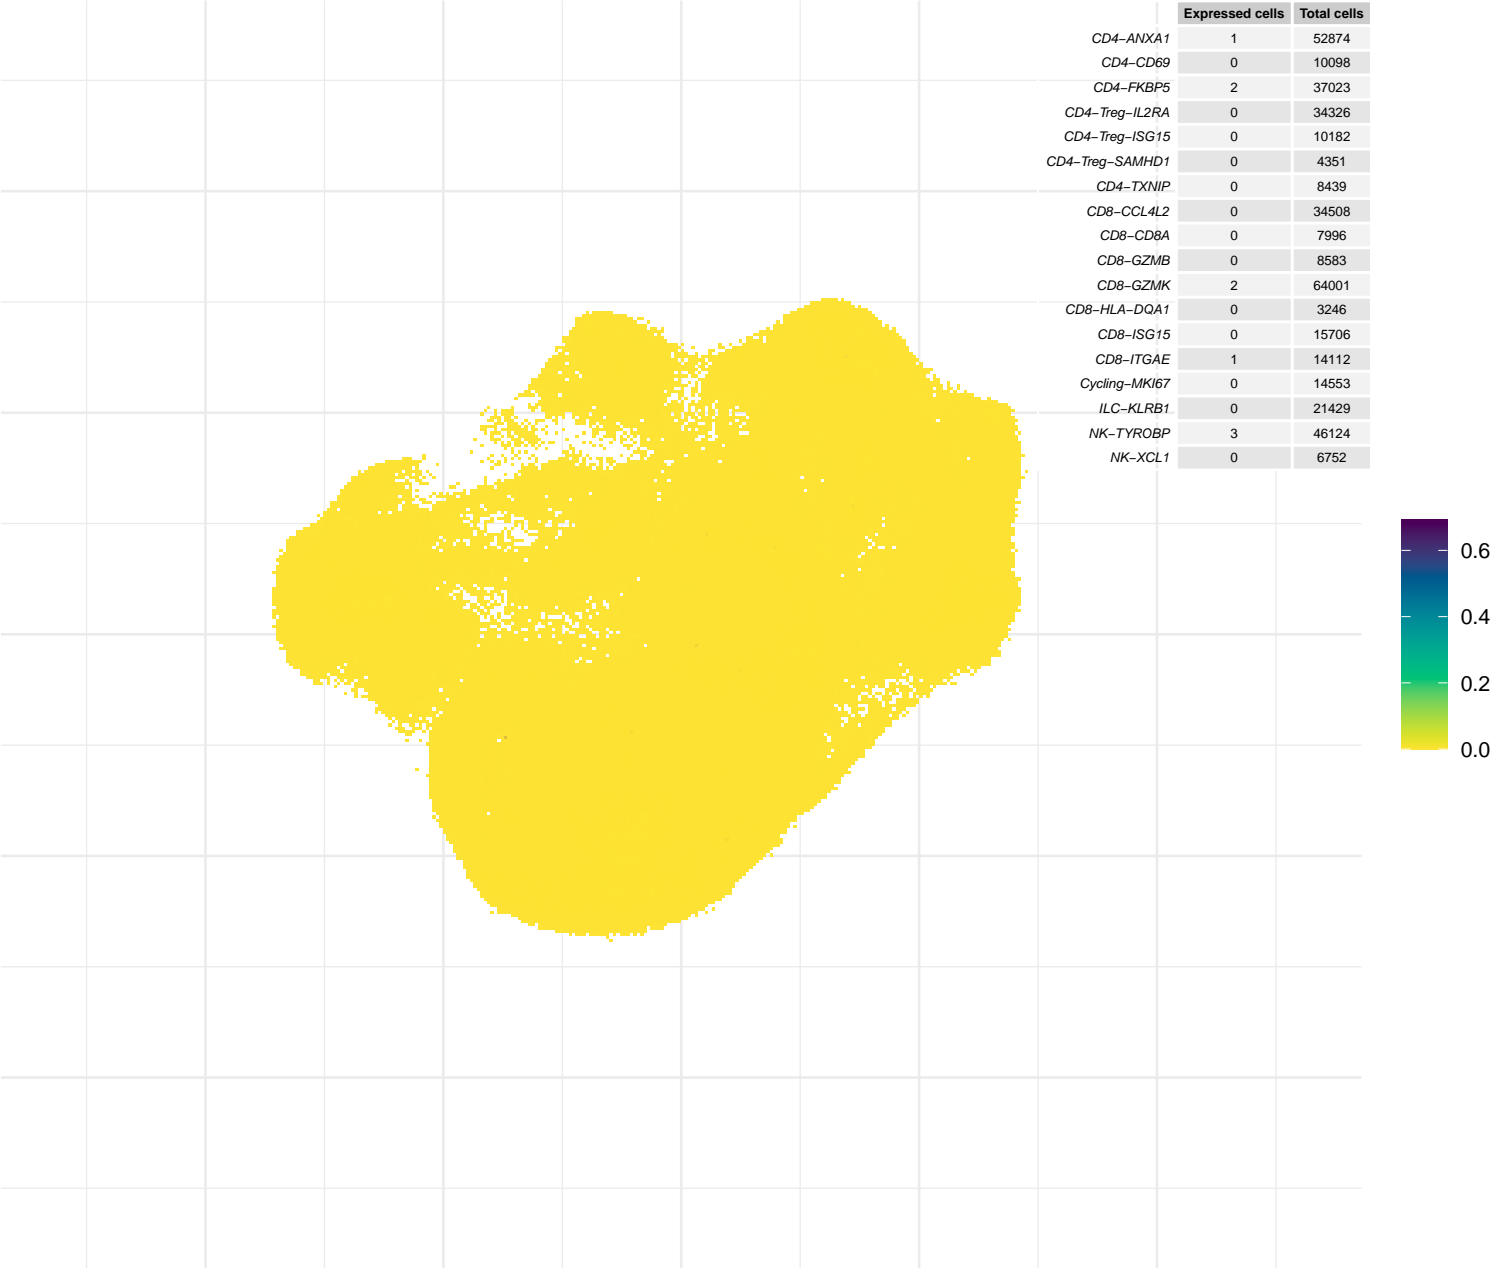 Expressed cells Total cells
CD4−ANXA1 1 52874
CD4−CD69 0 10098
CD4−FKBP5 2 37023
CD4−Treg−IL2RA 0 34326
CD4−Treg−ISG15 0 10182
CD4−Treg−SAMHD1 0 4351
CD4−TXNIP 0 8439
CD8−CCL4L2 0 34508
CD8−CD8A 0 7996
CD8−GZMB 0 8583
CD8−GZMK 2 64001
CD8−HLA−DQA1 0 3246
CD8−ISG15 0 15706
CD8−ITGAE 1 14112
Cycling−MKI67 0 14553
ILC−KLRB1 0 21429
NK−TYROBP 3 46124
NK−XCL1 0 6752
0.6
0.4
0.2
0.0